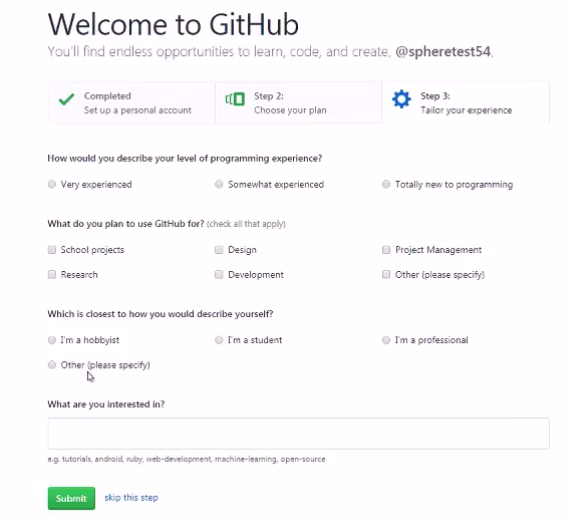 Welcome to GitHub
You'll find endless opportunities to learn, code, and create, @spheretest54.
Completed
Set up a personal account
Step 2:
Choose your plan
Step 3:
Tailor your experience
How would you describe your level of programming experience?
Very experienced
Somewhat experienced
Totally new to programming
What do you plan to use GitHub for? (check all that apply)
School projects
Design
Project Management
Research
Development
Other (please specify)
Which is closest to how you would describe yourself?
I'm a hobbyist
I'm a student
I'm a professional
Other (please specify)
What are you interested in?
e.g. tutorials, android, ruby, web-development, machine-learning, open-source
Submit
skip this step